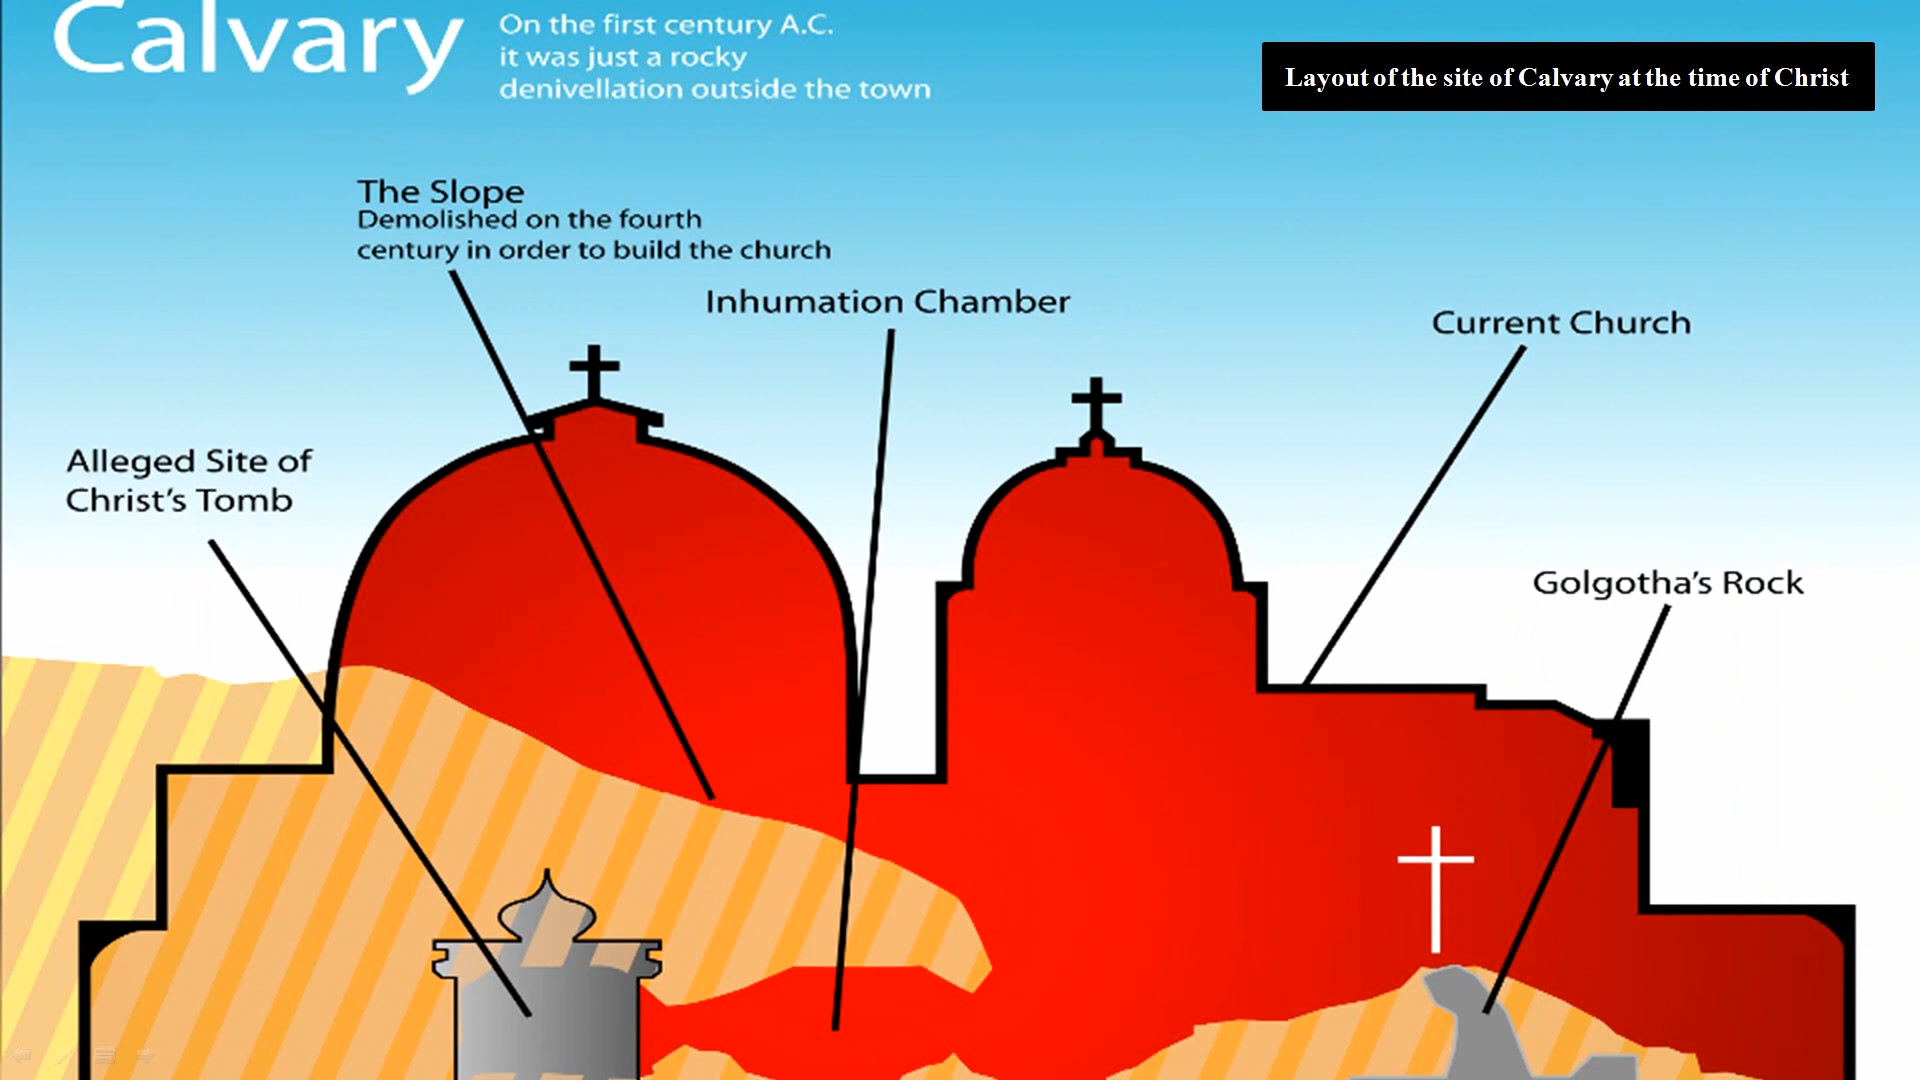 Calvary
On the first century A.C.
it was just a rocky
denivellation outside the town
Layout of the site of Calvary at the time of Christ
The Slope
Demolished on the fourth
century in order to build the church
Inhumation Chamber
Current Church
Alleged Site of
Christ's Tomb
Golgotha's Rock